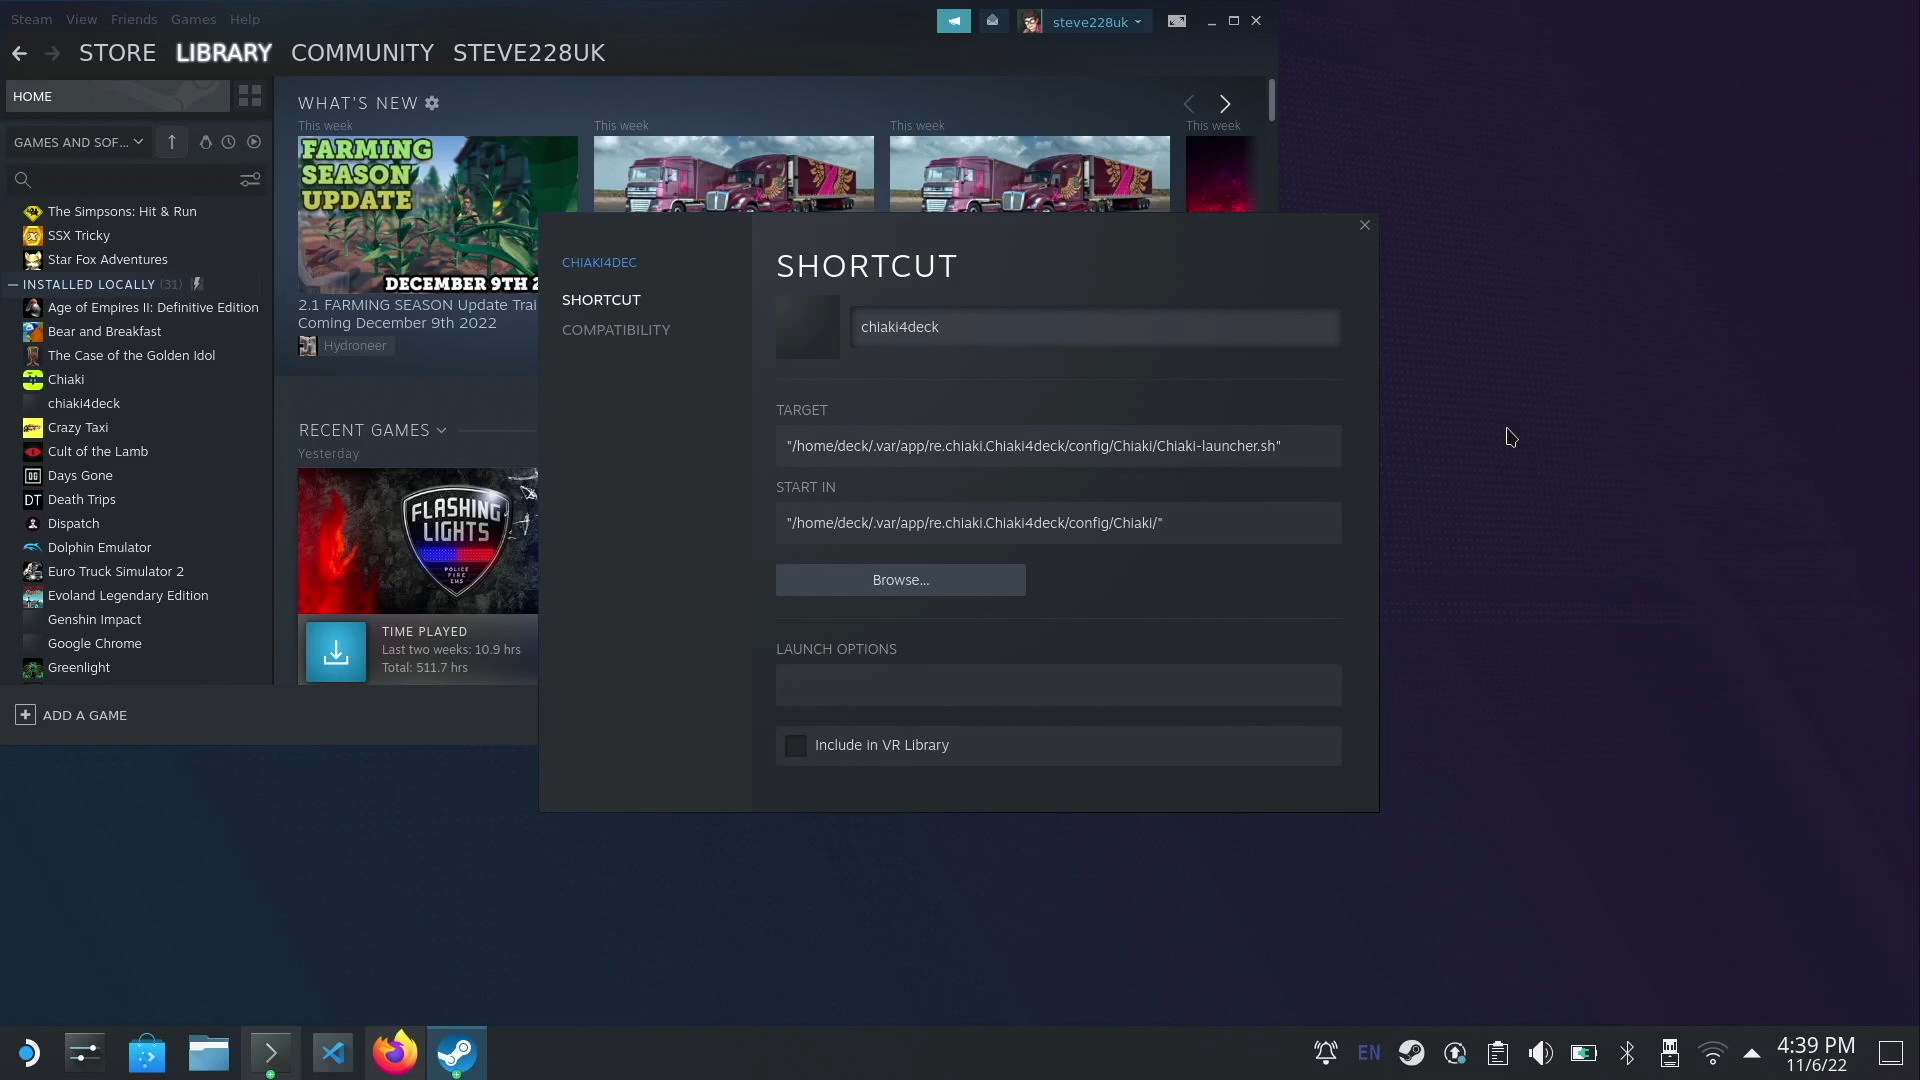 Steam View Friends Games Help
steve228uk
STORE LIBRARY COMMUNITY STEVE228UK
HOME
GAMES AND SOF...
The Simpsons: Hit & Run
SSX Tricky
Star Fox Adventures
INSTALLED LOCALLY (31)
Age of Empires II: Definitive Edition
Bear and Breakfast
The Case of the Golden Idol
Chiaki
chiaki4deck
Crazy Taxi
Cult of the Lamb
Days Gone
DT Death Trips
Dispatch
Dolphin Emulator
Euro Truck Simulator 2
Evoland Legendary Edition
Genshin Impact
Google Chrome
Greenlight
ADD A GAME
WHAT'S NEW
This week This week This week This week
FARMING
SEASON
UPDATE
DECEMBER 9TH 2
2.1 FARMING SEASON Update Trai
Coming December 9th 2022
Hydroneer
RECENT GAMES
Yesterday
FLASHING
LIGHTS
POLICE
FIRE
EMS
TIME PLAYED
Last two weeks: 10.9 hrs
Total: 511.7 hrs
CHIAKI4DEC
SHORTCUT
COMPATIBILITY
SHORTCUT
chiaki4deck
TARGET
"/home/deck/.var/app/re.chiaki.Chiaki4deck/config/Chiaki/Chiaki-launcher.sh"
START IN
"/home/deck/.var/app/re.chiaki.Chiaki4deck/config/Chiaki/"
Browse...
LAUNCH OPTIONS
Include in VR Library
EN
4:39 PM
11/6/22